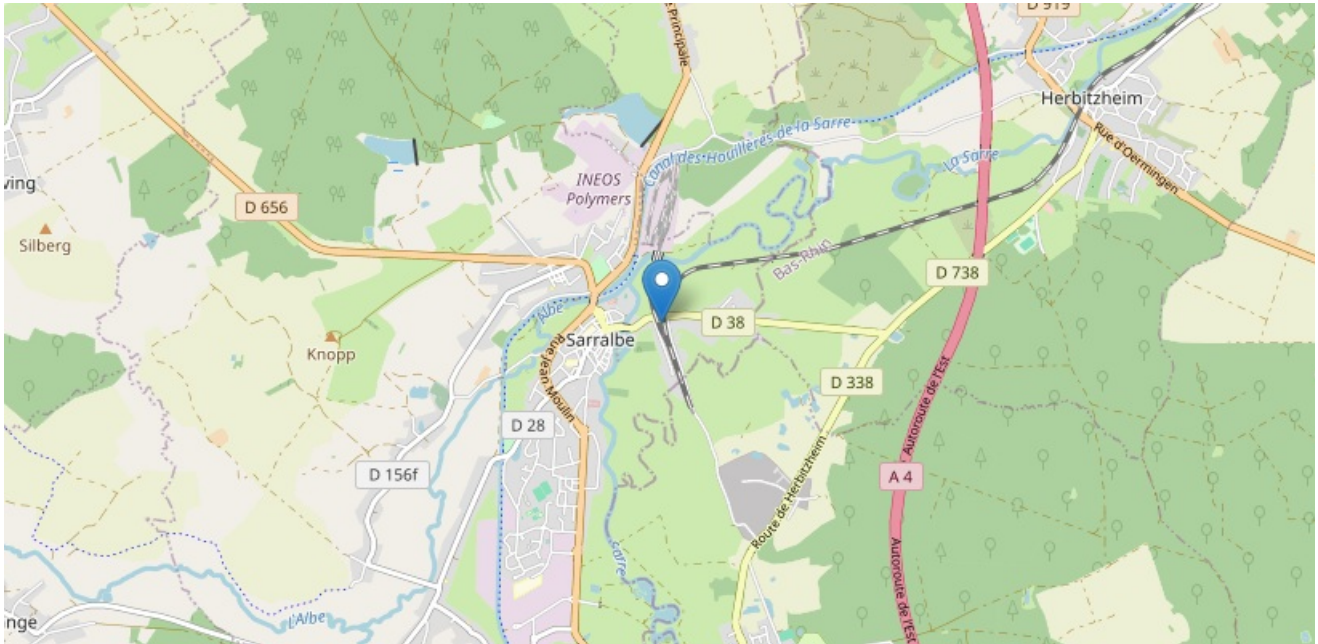 D 919
Principale
Herbitzheim
Canal des Houillères de la Sarre
Rue d'Oermingen
La Sarre
ving
INEOS
Polymers
D 656
Silberg
Bas-Rhin
D 738
Albe
D 38
Sarralbe
Knopp
Rue Jean Moulin
D 338
Autoroute de l'Est
D 28
D 156f
A 4
Route de Herbitzheim
Sarre
Autoroute de l'Est
L'Albe
nge